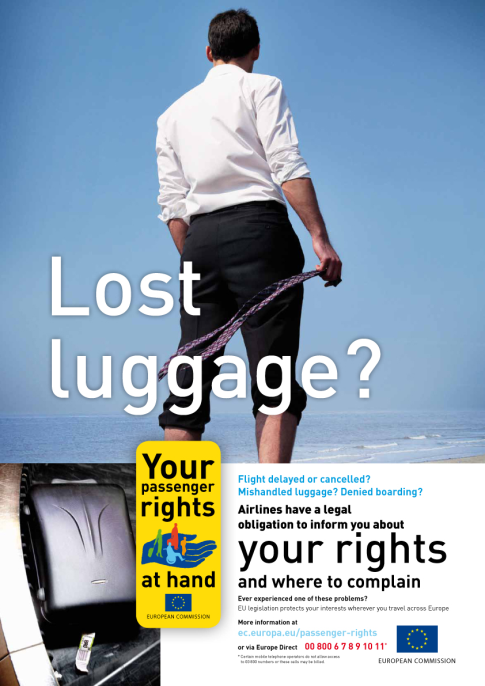 Lost
luggage?
Your
passenger
rights
at hand
EUROPEAN COMMISSION
Flight delayed or cancelled?
Mishandled luggage? Denied boarding?
Airlines have a legal
obligation to inform you about
your rights
and where to complain
Ever experienced one of these problems?
EU legislation protects your interests wherever you travel across Europe
More information at
ec.europa.eu/passenger-rights
or via Europe Direct 00 800 6 7 8 9 10 11*
* Certain mobile telephone operators do not allow access
to 00 800 numbers or these calls may be billed.
EUROPEAN COMMISSION